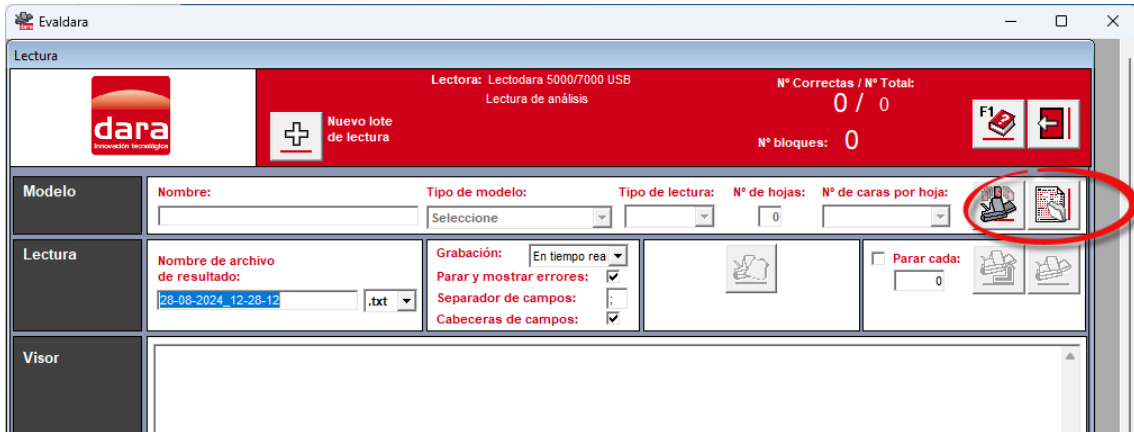 Evaldara
Lectura
dara
innovación tecnológica
Nuevo lote
de lectura
Lectora: Lectodara 5000/7000 USB
Lectura de análisis
Nº Correctas / Nº Total:
0 / 0
Nº bloques: 0
F1
Modelo
Nombre:
Tipo de modelo:
Seleccione
Tipo de lectura:
Nº de hojas:
0
Nº de caras por hoja:
Lectura
Nombre de archivo
de resultado:
28-08-2024_12-28-12
.txt
Grabación: En tiempo rea
Parar y mostrar errores:
Separador de campos: ;
Cabeceras de campos:
Parar cada:
0
Visor